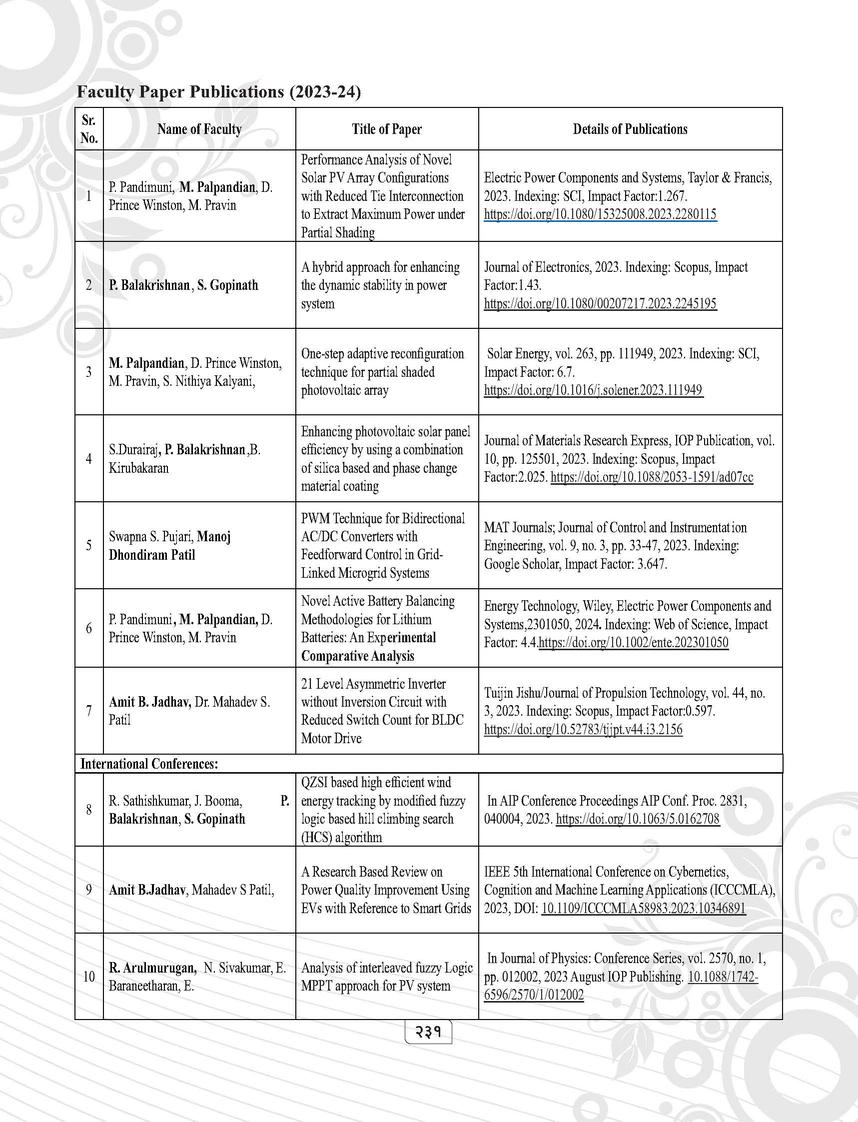 Faculty Paper Publications (2023-24)
Sr.
No.
Name of Faculty
Title of Paper
Details of Publications
1
P. Pandimuni, M. Palpandian, D.
Prince Winston, M. Pravin
Performance Analysis of Novel
Solar PV Array Configurations
with Reduced Tie Interconnection
to Extract Maximum Power under
Partial Shading
Electric Power Components and Systems, Taylor & Francis,
2023. Indexing: SCI, Impact Factor:1.267.
https://doi.org/10.1080/15325008.2023.2280115
2
P. Balakrishnan, S. Gopinath
A hybrid approach for enhancing
the dynamic stability in power
system
Journal of Electronics, 2023. Indexing: Scopus, Impact
Factor:1.43.
https://doi.org/10.1080/00207217.2023.2245195
3
M. Palpandian, D. Prince Winston,
M. Pravin, S. Nithiya Kalyani,
One-step adaptive reconfiguration
technique for partial shaded
photovoltaic array
Solar Energy, vol. 263, pp. 111949, 2023. Indexing: SCI,
Impact Factor: 6.7.
https://doi.org/10.1016/j.solener.2023.111949
4
S.Durairaj, P. Balakrishnan,B.
Kirubakaran
Enhancing photovoltaic solar panel
efficiency by using a combination
of silica based and phase change
material coating
Journal of Materials Research Express, IOP Publication, vol.
10, pp. 125501, 2023. Indexing: Scopus, Impact
Factor:2.025. https://doi.org/10.1088/2053-1591/ad07cc
5
Swapna S. Pujari, Manoj
Dhondiram Patil
PWM Technique for Bidirectional
AC/DC Converters with
Feedforward Control in Grid-
Linked Microgrid Systems
MAT Journals; Journal of Control and Instrumentation
Engineering, vol. 9, no. 3, pp. 33-47, 2023. Indexing:
Google Scholar, Impact Factor: 3.647.
6
P. Pandimuni, M. Palpandian, D.
Prince Winston, M. Pravin
Novel Active Battery Balancing
Methodologies for Lithium
Batteries: An Experimental
Comparative Analysis
Energy Technology, Wiley, Electric Power Components and
Systems,2301050, 2024. Indexing: Web of Science, Impact
Factor: 4.4.https://doi.org/10.1002/ente.202301050
7
Amit B. Jadhav, Dr. Mahadev S.
Patil
21 Level Asymmetric Inverter
without Inversion Circuit with
Reduced Switch Count for BLDC
Motor Drive
Tuijin Jishu/Journal of Propulsion Technology, vol. 44, no.
3, 2023. Indexing: Scopus, Impact Factor:0.597.
https://doi.org/10.52783/tjjpt.v44.i3.2156
International Conferences:
8
R. Sathishkumar, J. Booma, P.
Balakrishnan, S. Gopinath
QZSI based high efficient wind
energy tracking by modified fuzzy
logic based hill climbing search
(HCS) algorithm
In AIP Conference Proceedings AIP Conf. Proc. 2831,
040004, 2023. https://doi.org/10.1063/5.0162708
9
Amit B.Jadhav, Mahadev S Patil,
A Research Based Review on
Power Quality Improvement Using
EVs with Reference to Smart Grids
IEEE 5th International Conference on Cybernetics,
Cognition and Machine Learning Applications (ICCCMLA),
2023, DOI: 10.1109/ICCCMLA58983.2023.10346891
10
R. Arulmurugan, N. Sivakumar, E.
Baraneetharan, E.
Analysis of interleaved fuzzy Logic
MPPT approach for PV system
In Journal of Physics: Conference Series, vol. 2570, no. 1,
pp. 012002, 2023 August IOP Publishing. 10.1088/1742-
6596/2570/1/012002
२३१